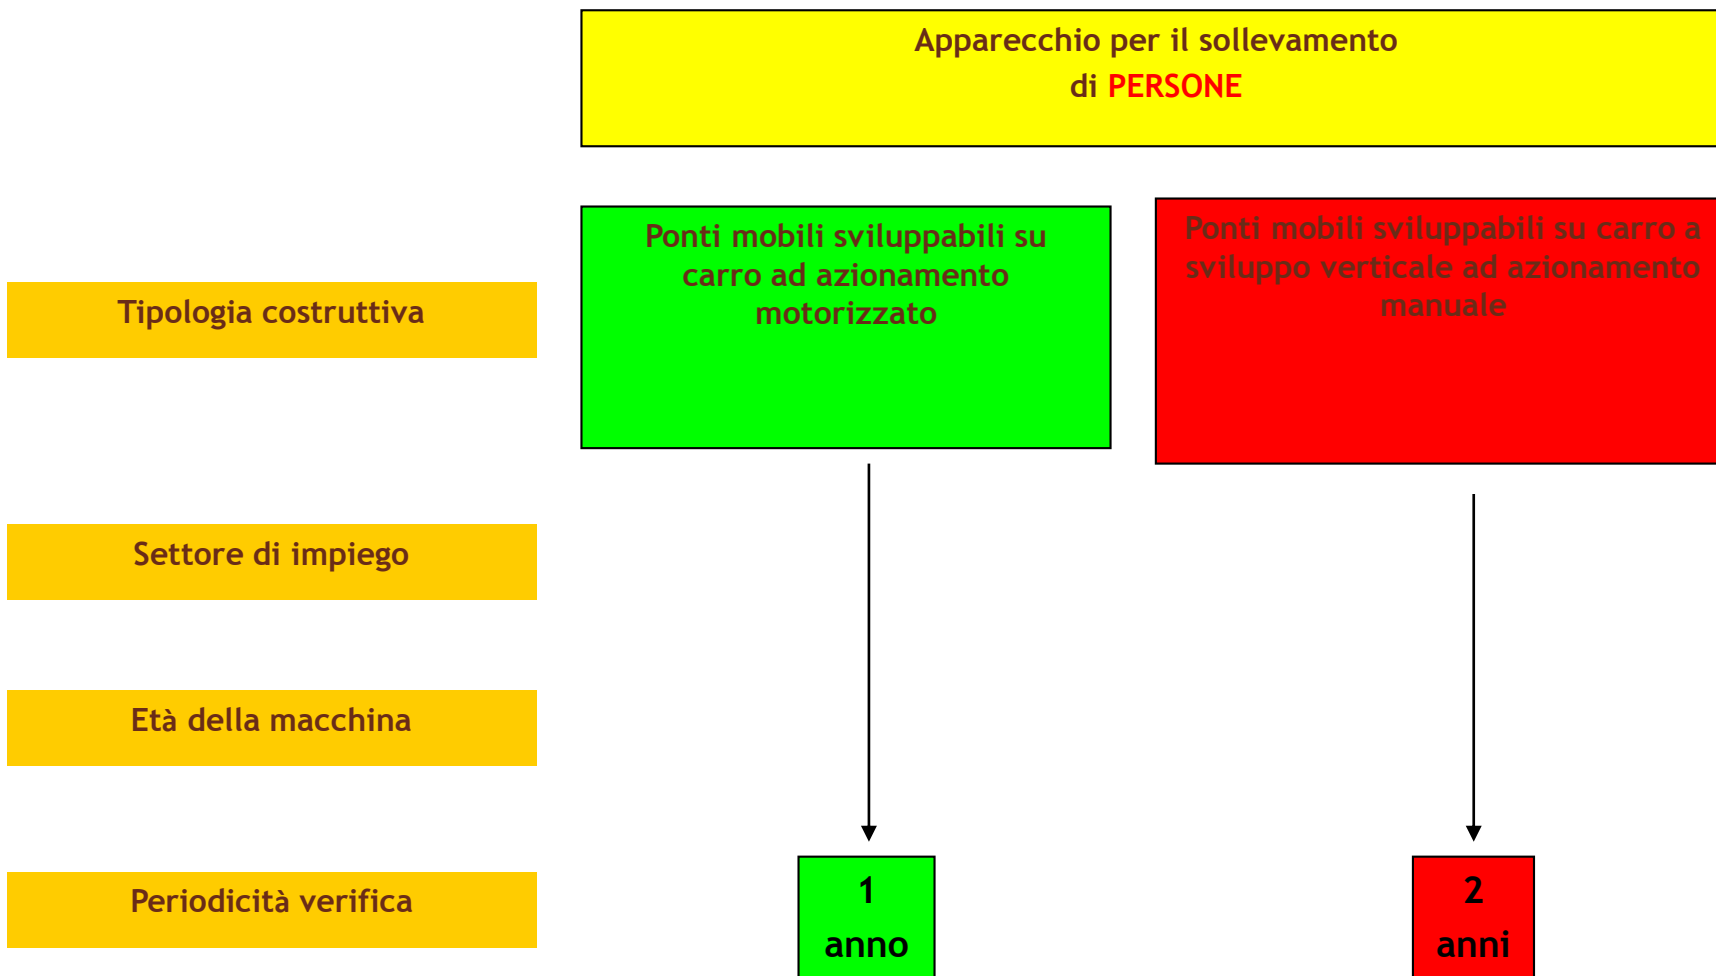 Apparecchio per il sollevamento
di PERSONE
Ponti mobili sviluppabili su
carro ad azionamento
motorizzato
Ponti mobili sviluppabili su carro a
sviluppo verticale ad azionamento
manuale
Tipologia costruttiva
Settore di impiego
Età della macchina
Periodicità verifica
1
anno
2
anni